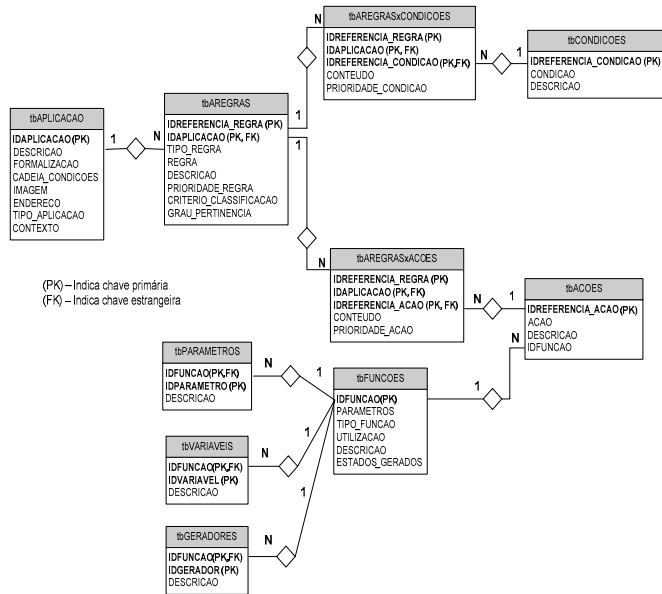 tbAREGRASxCONDICOES
IDREFERENCIA_REGRA (PK)
IDAPLICACAO (PK, FK)
IDREFERENCIA_CONDICAO (PK,FK)
CONTEUDO
PRIORIDADE_CONDICAO
N
N
1
tbCONDICOES
IDREFERENCIA_CONDICAO (PK)
CONDICAO
DESCRICAO
tbAPLICACAO
IDAPLICACAO (PK)
DESCRICAO
FORMALIZACAO
CADEIA_CONDICOES
IMAGEM
ENDERECO
TIPO_APLICACAO
CONTEXTO
1
N
tbAREGRAS
IDREFERENCIA_REGRA (PK)
IDAPLICACAO (PK, FK)
TIPO_REGRA
REGRA
DESCRICAO
PRIORIDADE_REGRA
CRITERIO_CLASSIFICACAO
GRAU_PERTINENCIA
1
1
N
(PK) – Indica chave primária
(FK) – Indica chave estrangeira
tbAREGRASxACOES
IDREFERENCIA_REGRA (PK)
IDAPLICACAO (PK, FK)
IDREFERENCIA_ACAO (PK, FK)
CONTEUDO
PRIORIDADE_ACAO
N
1
tbACOES
IDREFERENCIA_ACAO (PK)
ACAO
DESCRICAO
IDFUNCAO
N
1
tbPARAMETROS
IDFUNCAO(PK,FK)
IDPARAMETRO (PK)
DESCRICAO
N
1
tbFUNCOES
IDFUNCAO(PK)
PARAMETROS
TIPO_FUNCAO
UTILIZACAO
DESCRICAO
ESTADOS_GERADOS
tbVARIAVEIS
IDFUNCAO(PK,FK)
IDVARIAVEL (PK)
DESCRICAO
N
1
tbGERADORES
IDFUNCAO(PK,FK)
IDGERADOR (PK)
DESCRICAO
N
1